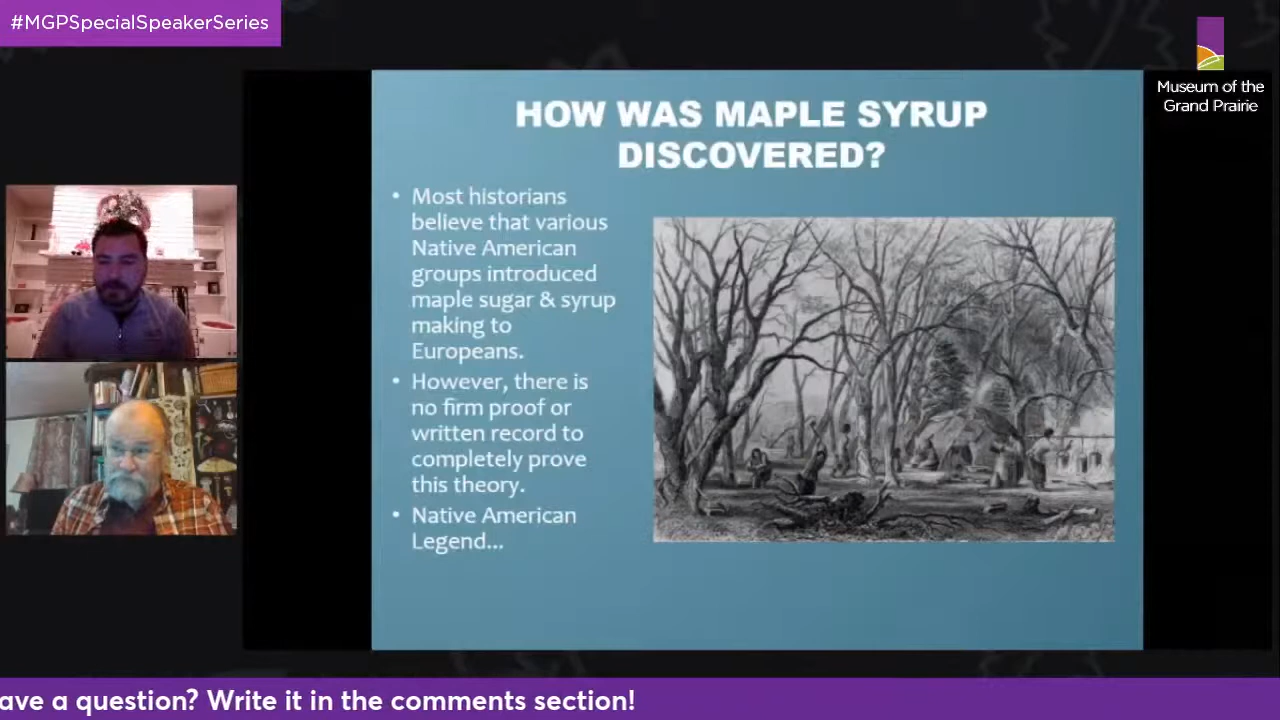 #MGPSpecialSpeakerSeries
Museum of the
Grand Prairie
HOW WAS MAPLE SYRUP
DISCOVERED?
• Most historians
believe that various
Native American
groups introduced
maple sugar & syrup
making to
Europeans.
• However, there is
no firm proof or
written record to
completely prove
this theory.
• Native American
Legend...
ave a question? Write it in the comments section!